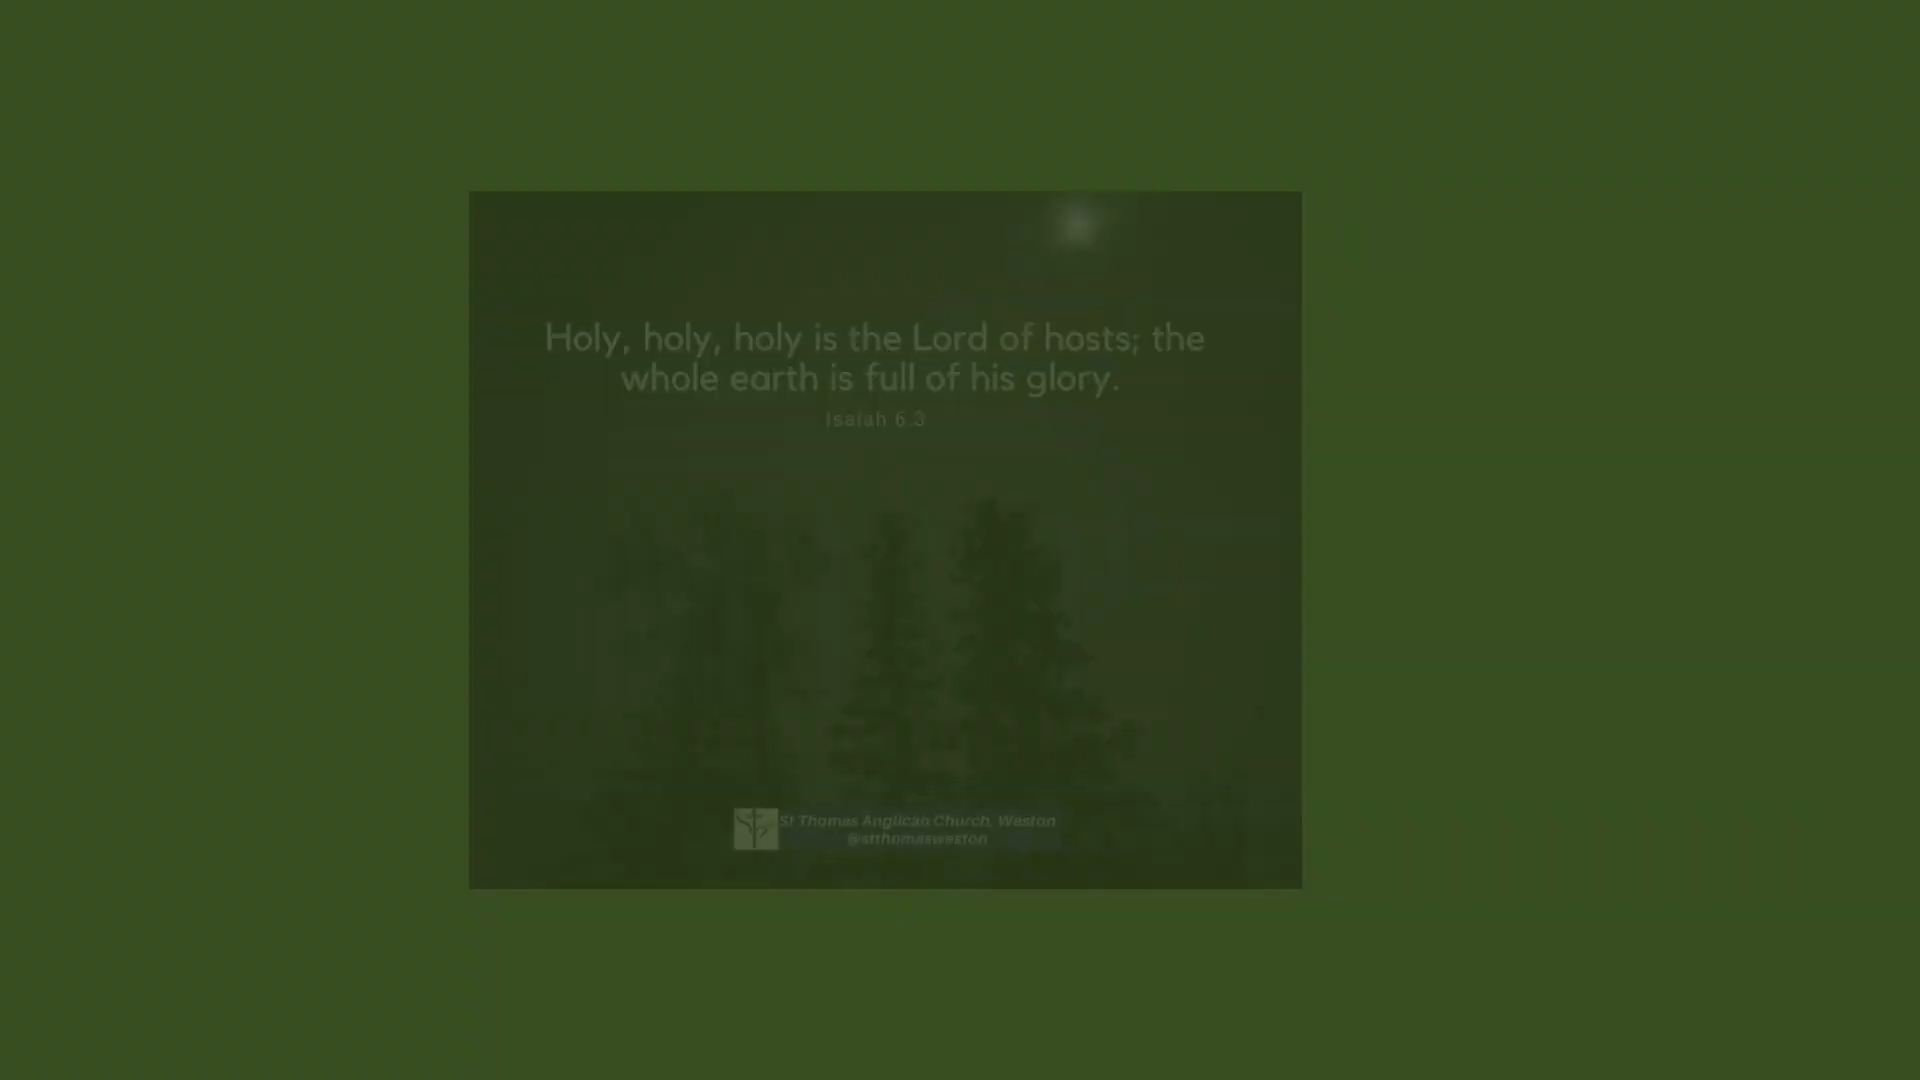 Holy, holy, holy is the Lord of hosts; the
whole earth is full of his glory.
Isaiah 6.3
St Thomas Anglican Church, Weston
@stthomasweston